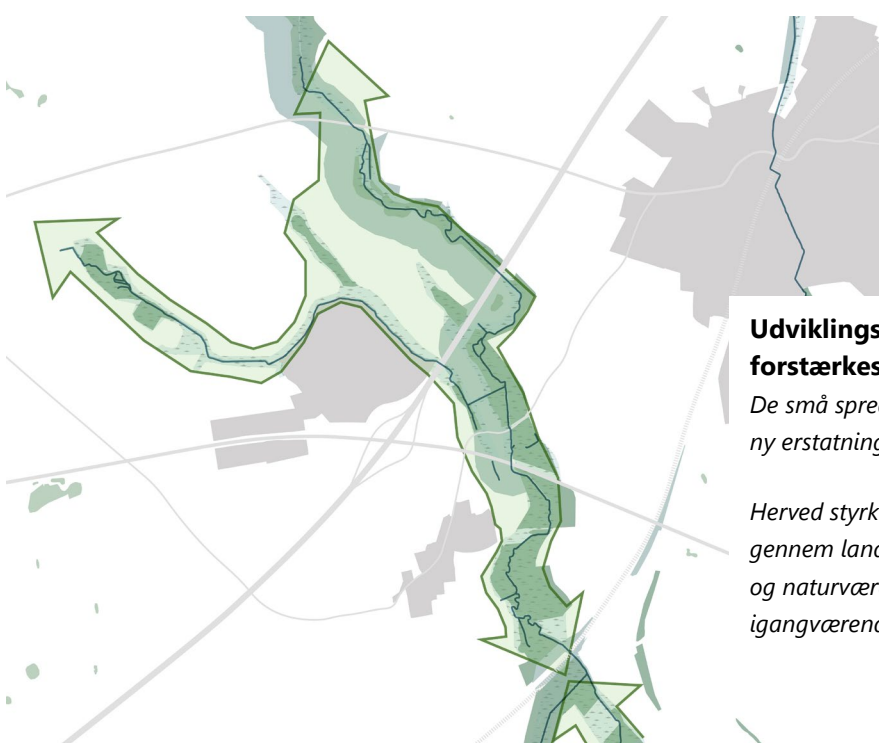 Udviklings
forstærkes
De små spred
ny erstatning
Herved styrk
gennem land
og naturvær
igangværend